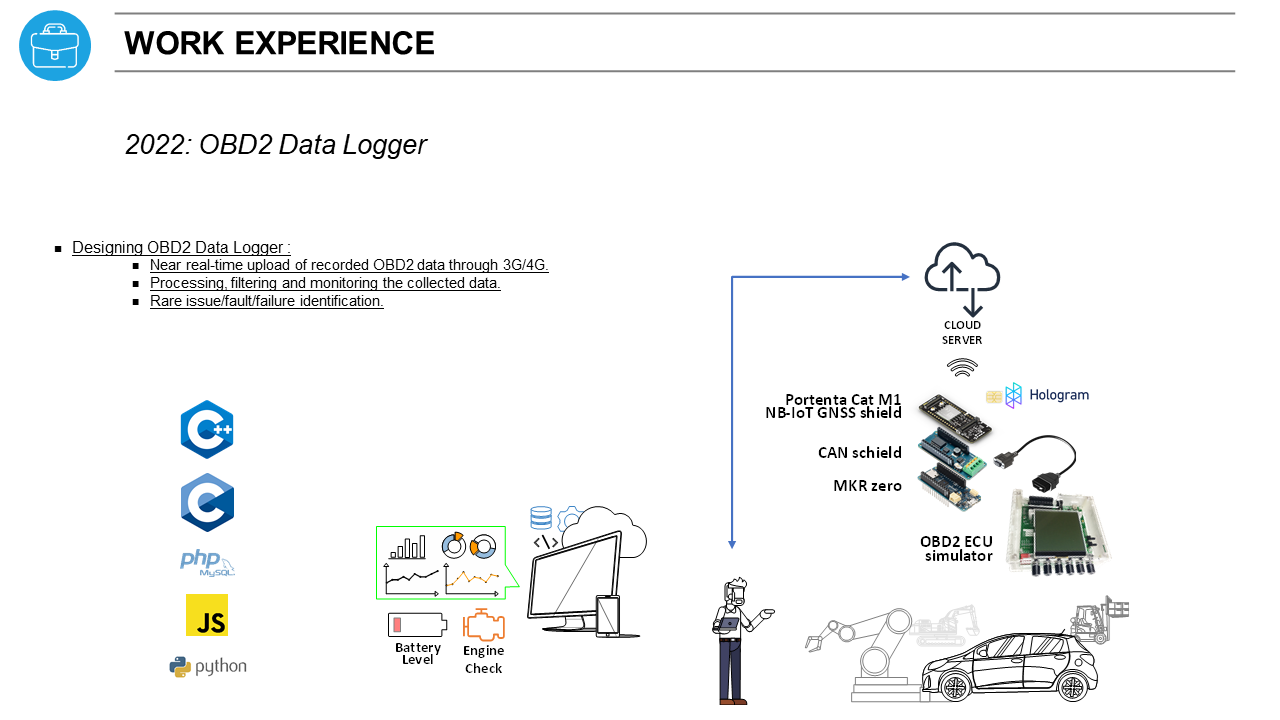 WORK EXPERIENCE
2022: OBD2 Data Logger
Designing OBD2 Data Logger :
Near real-time upload of recorded OBD2 data through 3G/4G.
Processing, filtering and monitoring the collected data.
Rare issue/fault/failure identification.
CLOUD
SERVER
Hologram
Portenta Cat M1
NB-IoT GNSS shield
CAN schield
MKR zero
OBD2 ECU
simulator
C++
C
php
MySQL
JS
python
</>
Battery
Level
Engine
Check